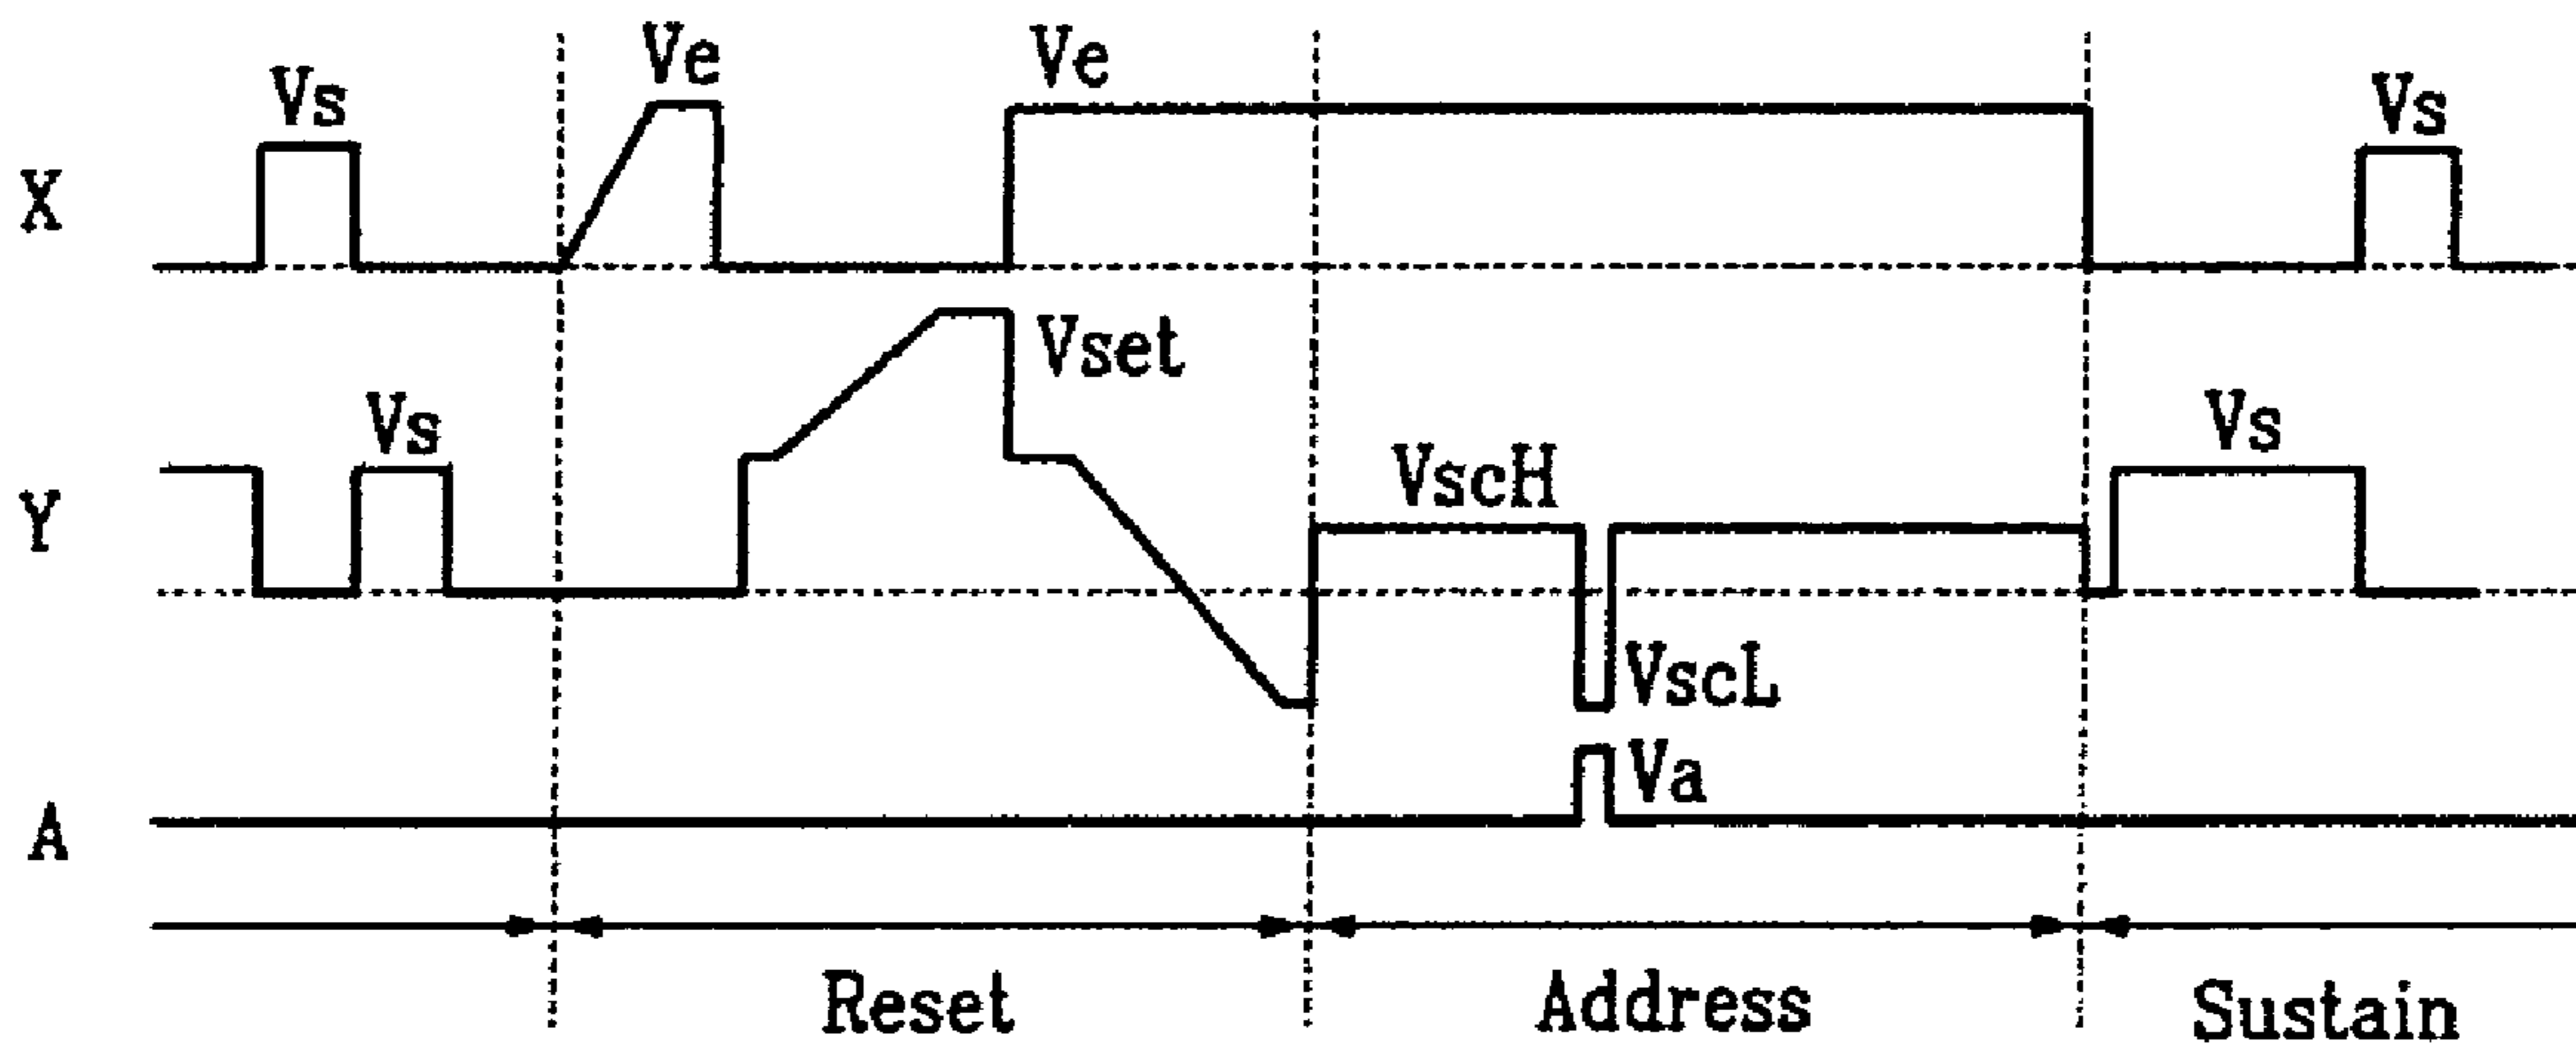 Vs
Ve
Ve
Vs
X
Vset
Vs
Y
VscH
Vs
VscL
Va
A
Reset
Address
Sustain